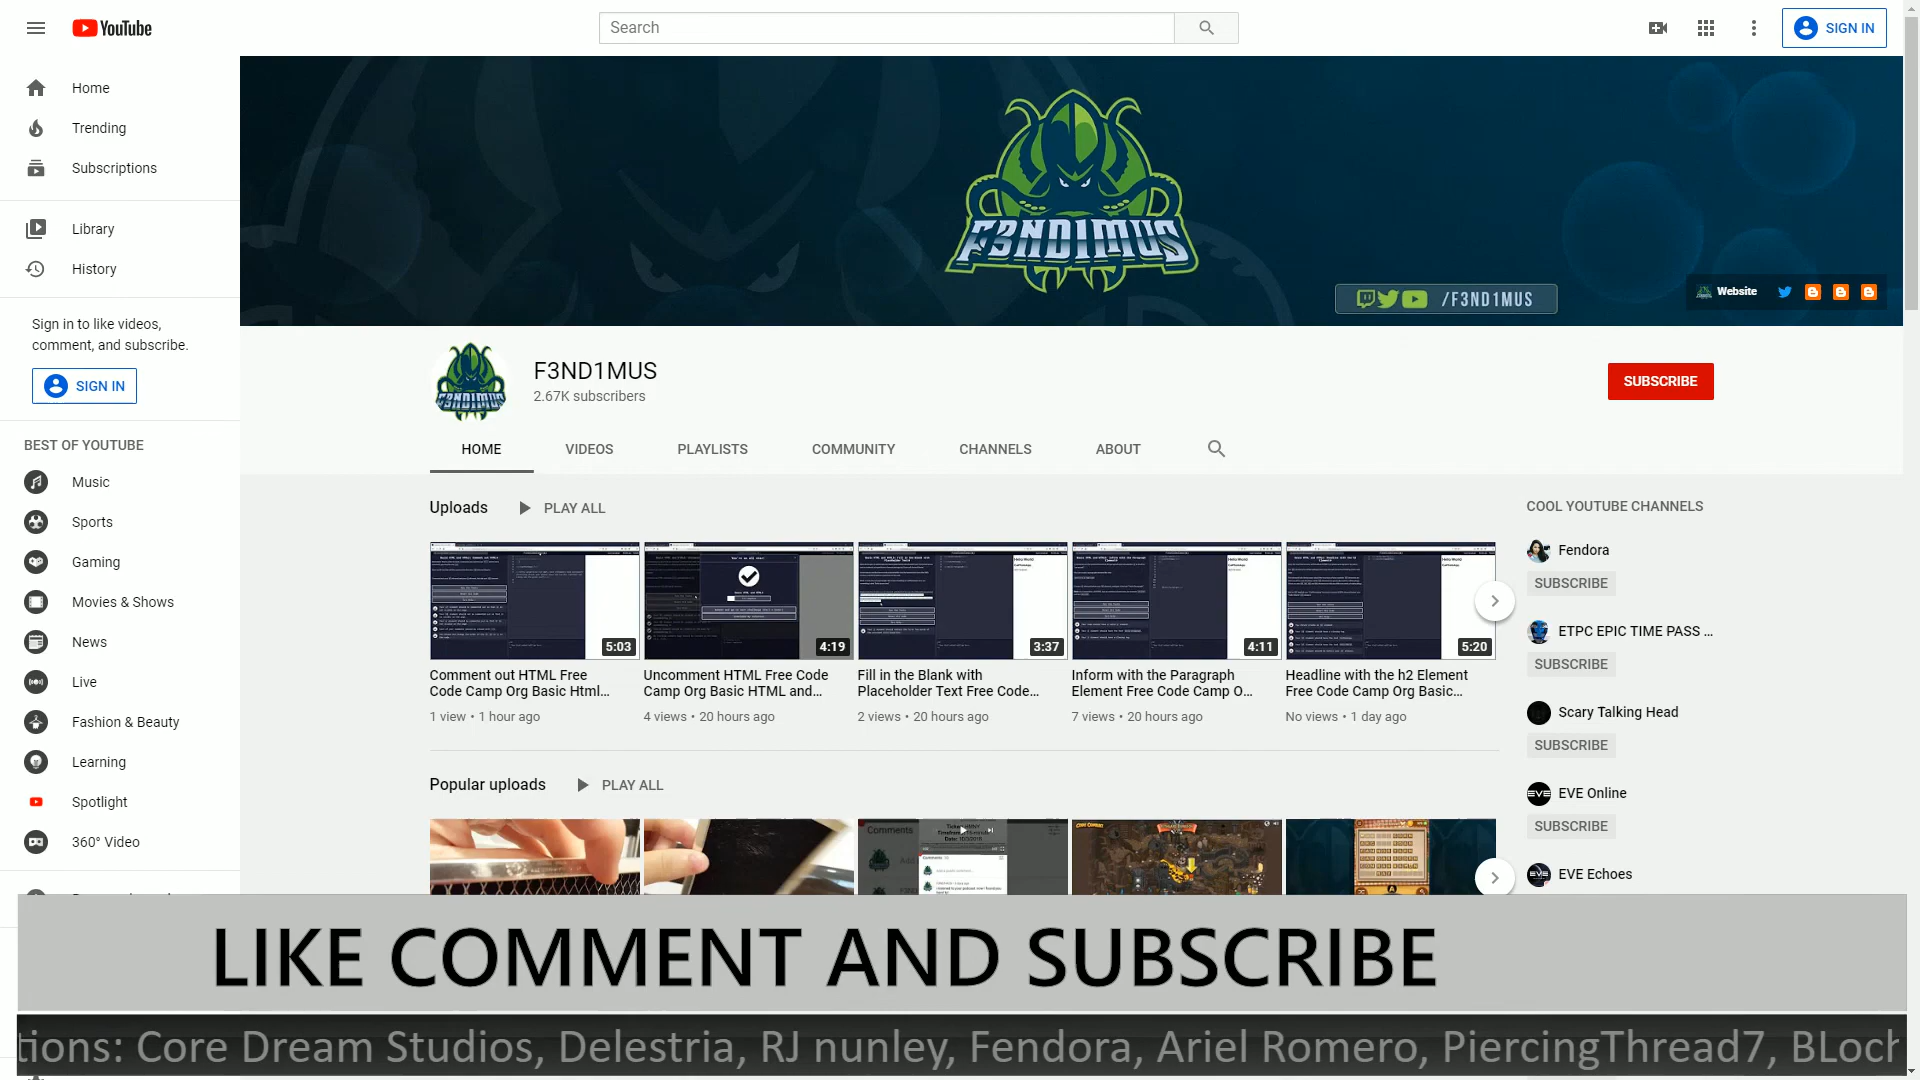 YouTube
Search
SIGN IN
Home
Trending
Subscriptions
Library
History
Sign in to like videos,
comment, and subscribe.
SIGN IN
BEST OF YOUTUBE
Music
Sports
Gaming
Movies & Shows
News
Live
Fashion & Beauty
Learning
Spotlight
360° Video
F3ND1MUS
/F3ND1MUS
Website
F3ND1MUS
2.67K subscribers
SUBSCRIBE
HOME
VIDEOS
PLAYLISTS
COMMUNITY
CHANNELS
ABOUT
Uploads
PLAY ALL
5:03
Comment out HTML Free
Code Camp Org Basic Html...
1 view • 1 hour ago
4:19
Uncomment HTML Free Code
Camp Org Basic HTML and...
4 views • 20 hours ago
3:37
Fill in the Blank with
Placeholder Text Free Code...
2 views • 20 hours ago
4:11
Inform with the Paragraph
Element Free Code Camp O...
7 views • 20 hours ago
5:20
Headline with the h2 Element
Free Code Camp Org Basic...
No views • 1 day ago
Popular uploads
PLAY ALL
Comments
COOL YOUTUBE CHANNELS
Fendora
SUBSCRIBE
ETPC EPIC TIME PASS ...
SUBSCRIBE
Scary Talking Head
SUBSCRIBE
EVE Online
SUBSCRIBE
EVE Echoes
LIKE COMMENT AND SUBSCRIBE
tions: Core Dream Studios, Delestria, RJ nunley, Fendora, Ariel Romero, PiercingThread7, BLoch